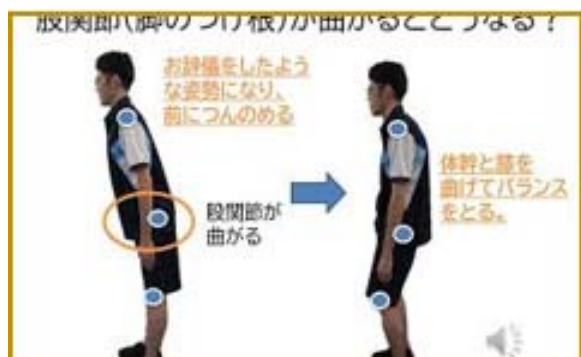 股関節(脚のつけ根)が曲がるとどうなる?
お辞儀をしたよう
な姿勢になり、
前につんのめる
股関節が
曲がる
体幹と膝を
曲げてバランス
をとる。